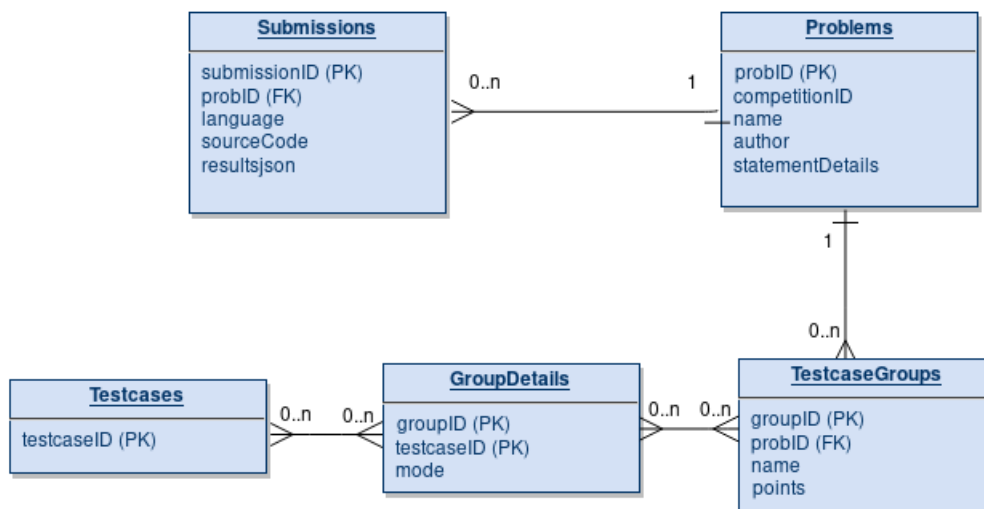 Submissions
submissionID (PK)
probID (FK)
language
sourceCode
resultsjson
0..n
1
Problems
probID (PK)
competitionID
name
author
statementDetails
1
0..n
Testcases
testcaseID (PK)
0..n
0..n
GroupDetails
groupID (PK)
testcaseID (PK)
mode
0..n
0..n
TestcaseGroups
groupID (PK)
probID (FK)
name
points